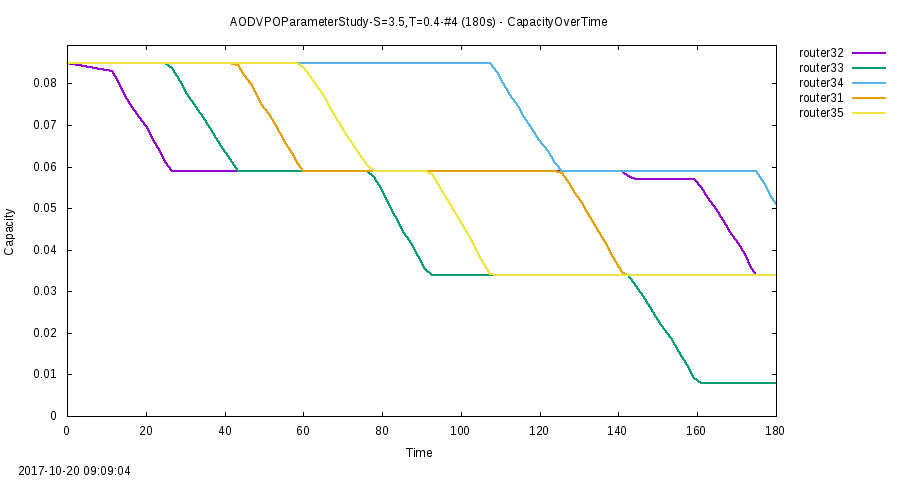 AODVPOParameterStudy-S=3.5,T=0.4-#4 (180s) - CapacityOverTime
router32
router33
router34
router31
router35
0.08
0.07
0.06
0.05
0.04
0.03
0.02
0.01
0
Capacity
0 20 40 60 80 100 120 140 160 180
Time
2017-10-20 09:09:04